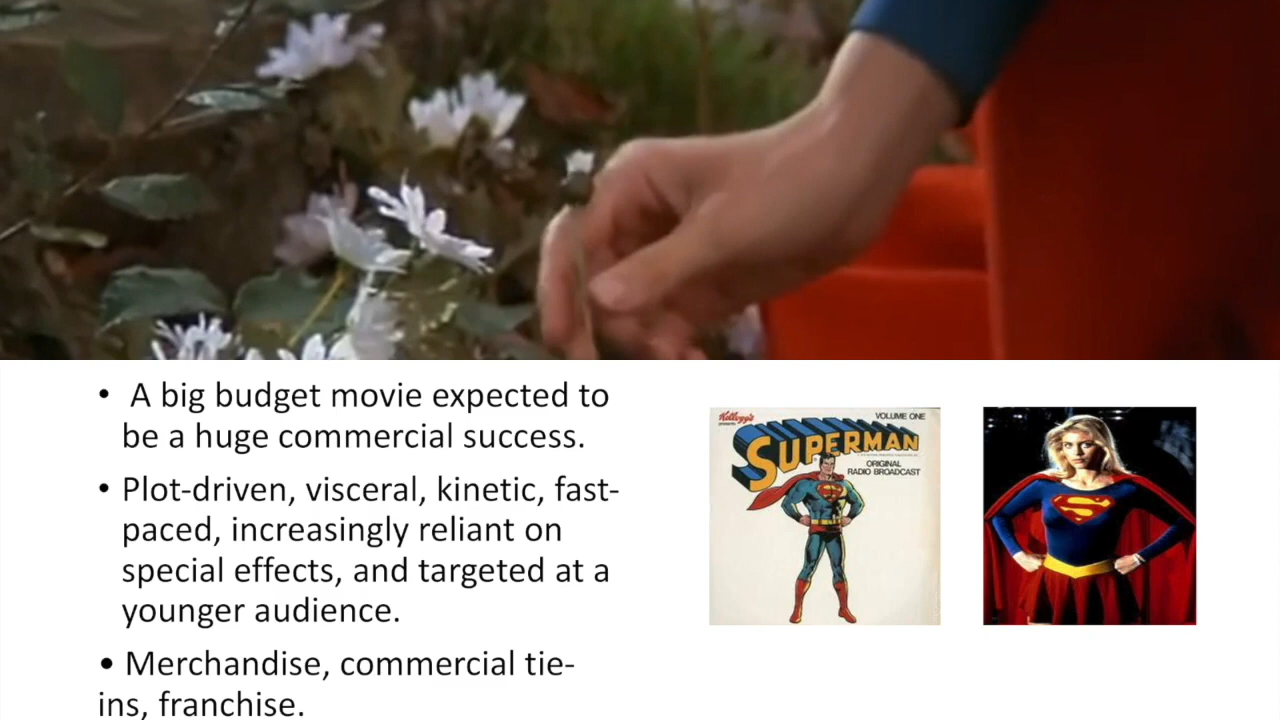 • A big budget movie expected to
be a huge commercial success.
• Plot-driven, visceral, kinetic, fast-
paced, increasingly reliant on
special effects, and targeted at a
younger audience.
• Merchandise, commercial tie-
ins, franchise.
Kellogg's
VOLUME ONE
SUPERMAN
ORIGINAL
RADIO BROADCAST